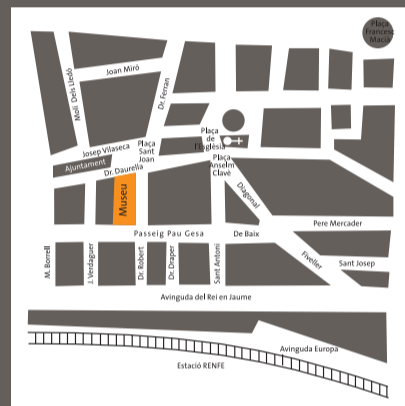 Plaça
Francesc
Macià
Joan Miró
Molí Dels Lledó
Dr. Ferran
Josep Vilaseca
Plaça
Sant
Joan
Plaça
de
l'Església
Ajuntament
Dr. Daurella
Plaça
Anselm
Clavé
Museu
Diagonal
Pere Mercader
Passeig Pau Gesa
De Baix
M. Borrell
J. Verdaguer
Dr. Robert
Dr. Draper
Sant Antoni
Fiveller
Sant Josep
Avinguda del Rei en Jaume
Avinguda Europa
Estació RENFE